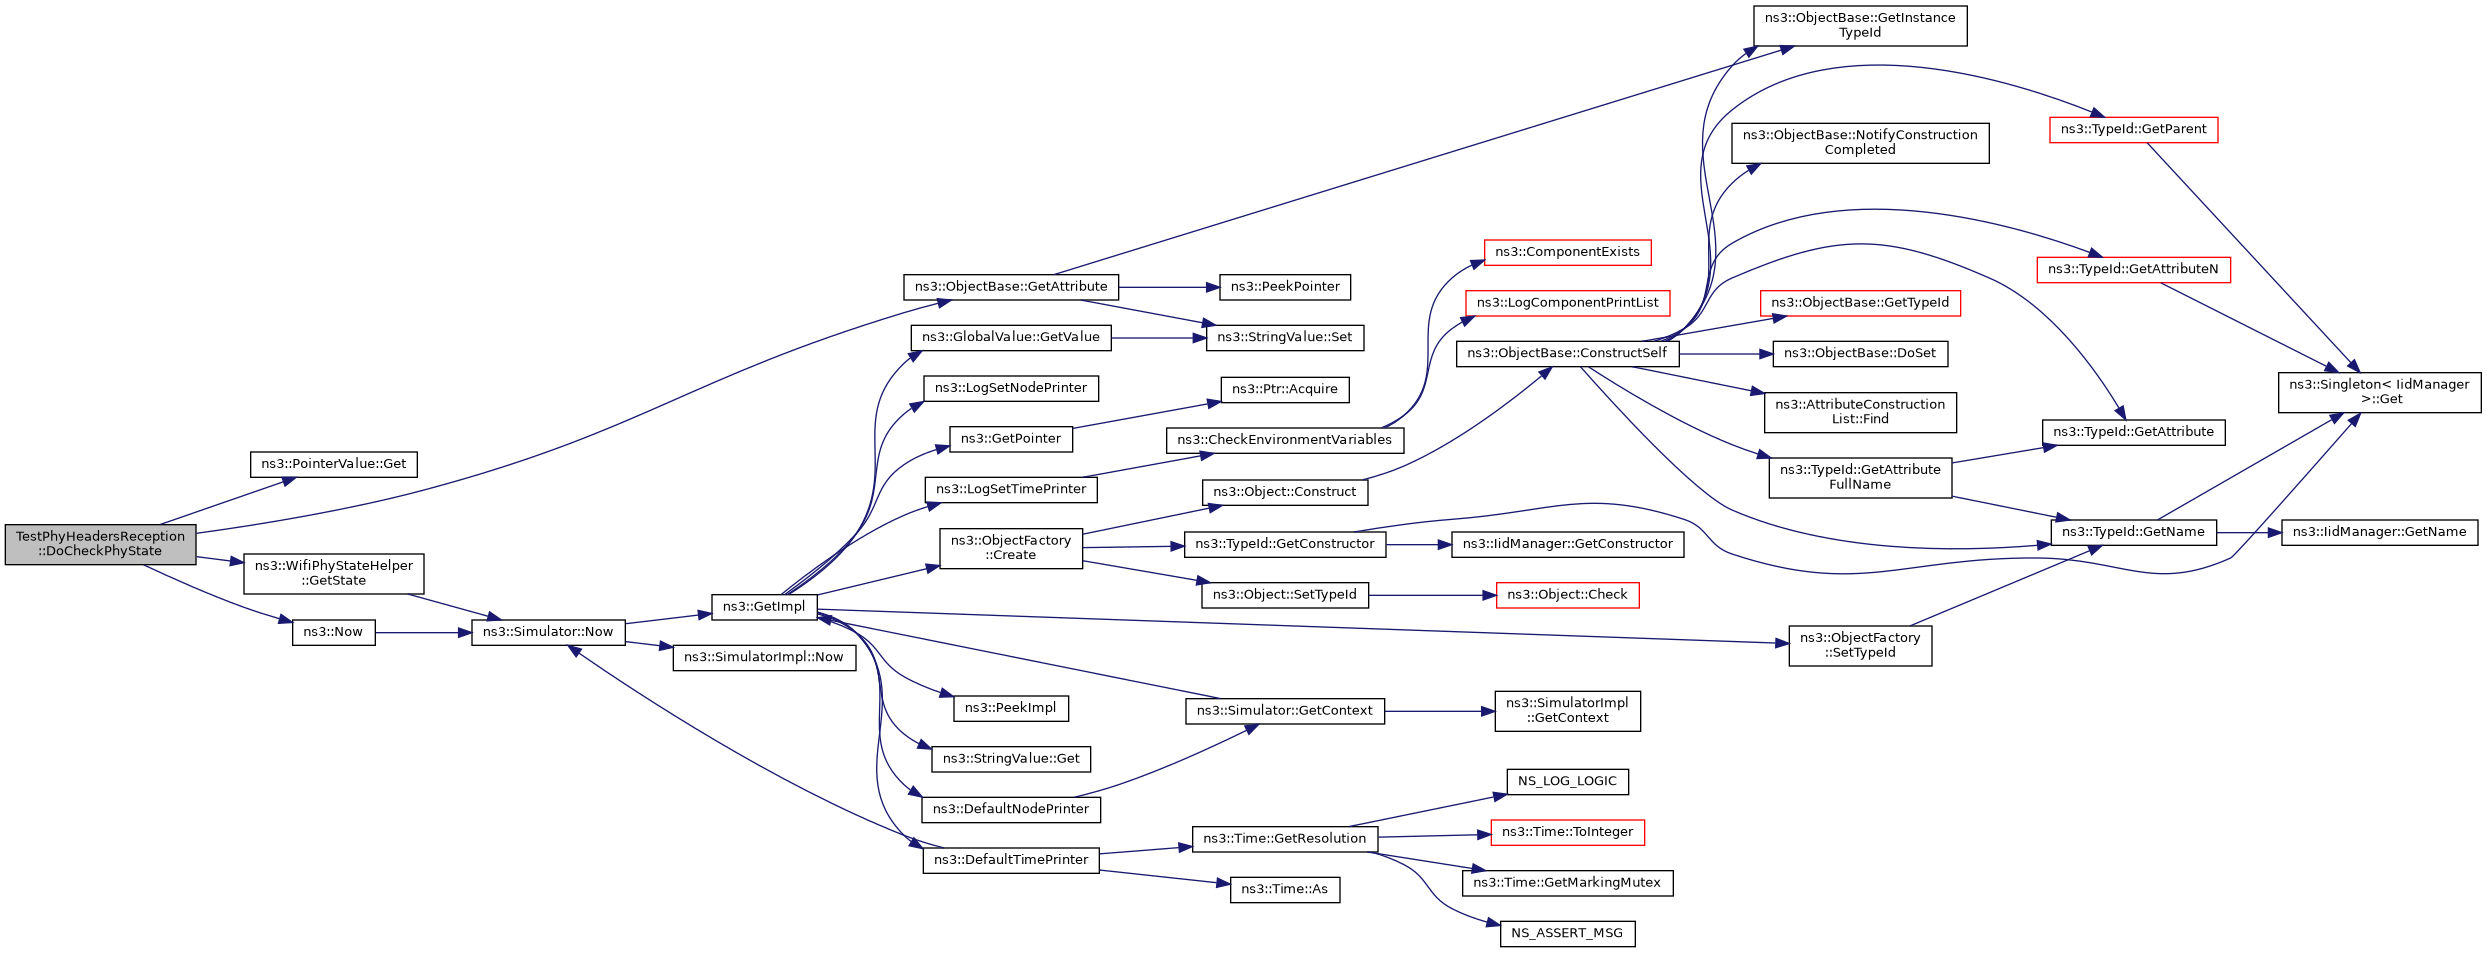 TestPhyHeadersReception
::DoCheckPhyState
ns3::PointerValue::Get
ns3::WifiPhyStateHelper
::GetState
ns3::Now
ns3::Simulator::Now
ns3::GetImpl
ns3::SimulatorImpl::Now
ns3::ObjectBase::GetAttribute
ns3::GlobalValue::GetValue
ns3::LogSetNodePrinter
ns3::GetPointer
ns3::LogSetTimePrinter
ns3::ObjectFactory
::Create
ns3::PeekImpl
ns3::StringValue::Get
ns3::DefaultNodePrinter
ns3::DefaultTimePrinter
ns3::PeekPointer
ns3::StringValue::Set
ns3::Ptr::Acquire
ns3::CheckEnvironmentVariables
ns3::Object::Construct
ns3::TypeId::GetConstructor
ns3::Object::SetTypeId
ns3::Simulator::GetContext
ns3::Time::GetResolution
ns3::Time::As
ns3::ComponentExists
ns3::LogComponentPrintList
ns3::ObjectBase::ConstructSelf
ns3::IidManager::GetConstructor
ns3::Object::Check
ns3::SimulatorImpl
::GetContext
NS_LOG_LOGIC
ns3::Time::ToInteger
ns3::Time::GetMarkingMutex
NS_ASSERT_MSG
ns3::ObjectBase::GetInstance
TypeId
ns3::ObjectBase::NotifyConstruction
Completed
ns3::ObjectBase::GetTypeId
ns3::ObjectBase::DoSet
ns3::AttributeConstruction
List::Find
ns3::TypeId::GetAttribute
FullName
ns3::ObjectFactory
::SetTypeId
ns3::TypeId::GetParent
ns3::TypeId::GetAttributeN
ns3::TypeId::GetAttribute
ns3::TypeId::GetName
ns3::Singleton< IidManager
>::Get
ns3::IidManager::GetName